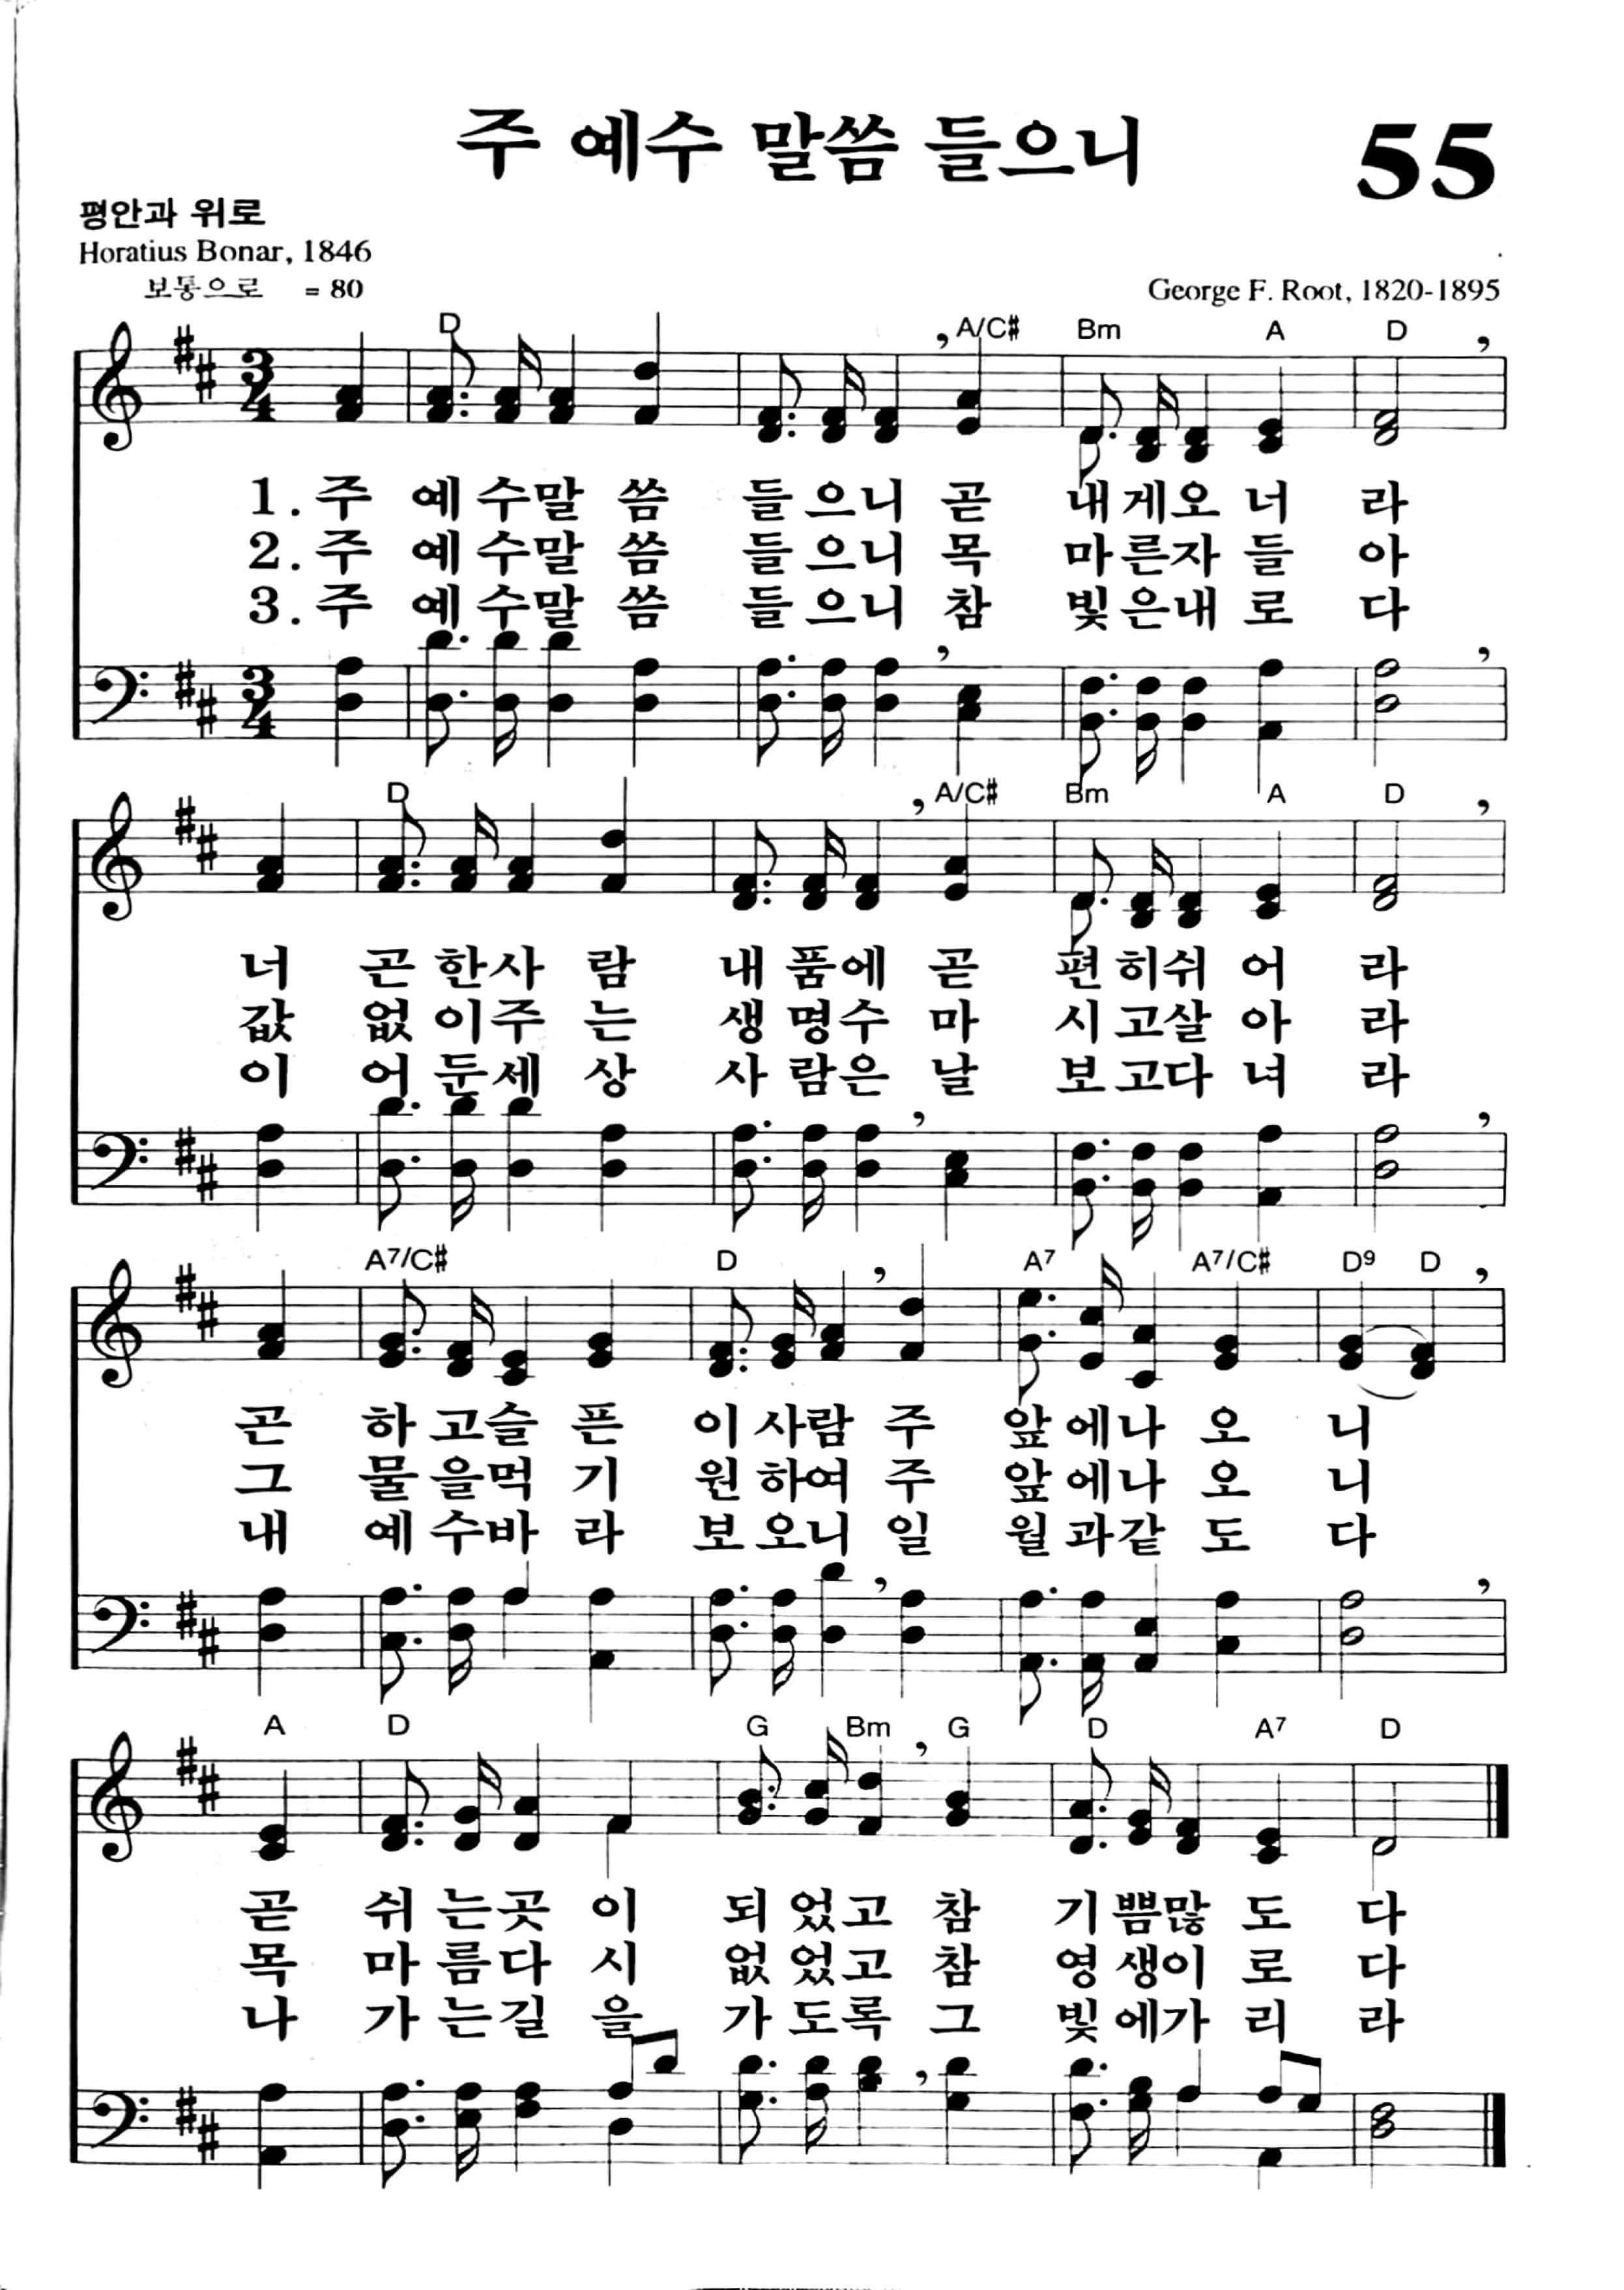 주 예수 말씀 들으니 55
평안과 위로
Horatius Bonar, 1846
보통으로 = 80 George F. Root, 1820-1895
D A/C# Bm A D
1. 주 예 수말 씀 들 으니 곧 내게오 너 라
2. 주 예 수말 씀 들 으니 목 마른자 들 아
3. 주 예 수말 씀 들 으니 참 빛은내 로 다
D A/C# Bm A D
너 곤 한사 람 내 품에 곧 편히쉬 어 라
값 없 이주 는 생 명수 마 시고살 아 라
이 어 둔세 상 사 람은 날 보고다 녀 라
A7/C# D A7 A7/C# D9 D
곤 하 고슬 픈 이 사람 주 앞에나 오 니
그 물 을먹 기 원 하여 주 앞에나 오 니
내 예 수바 라 보 오니 일 월과같 도 다
A D G Bm G D A7 D
곧 쉬 는곳 이 되 었고 참 기쁨많 도 다
목 마 름다 시 없 었고 참 영생이 로 다
나 가 는길 을 가 도록 그 빛에가 리 라